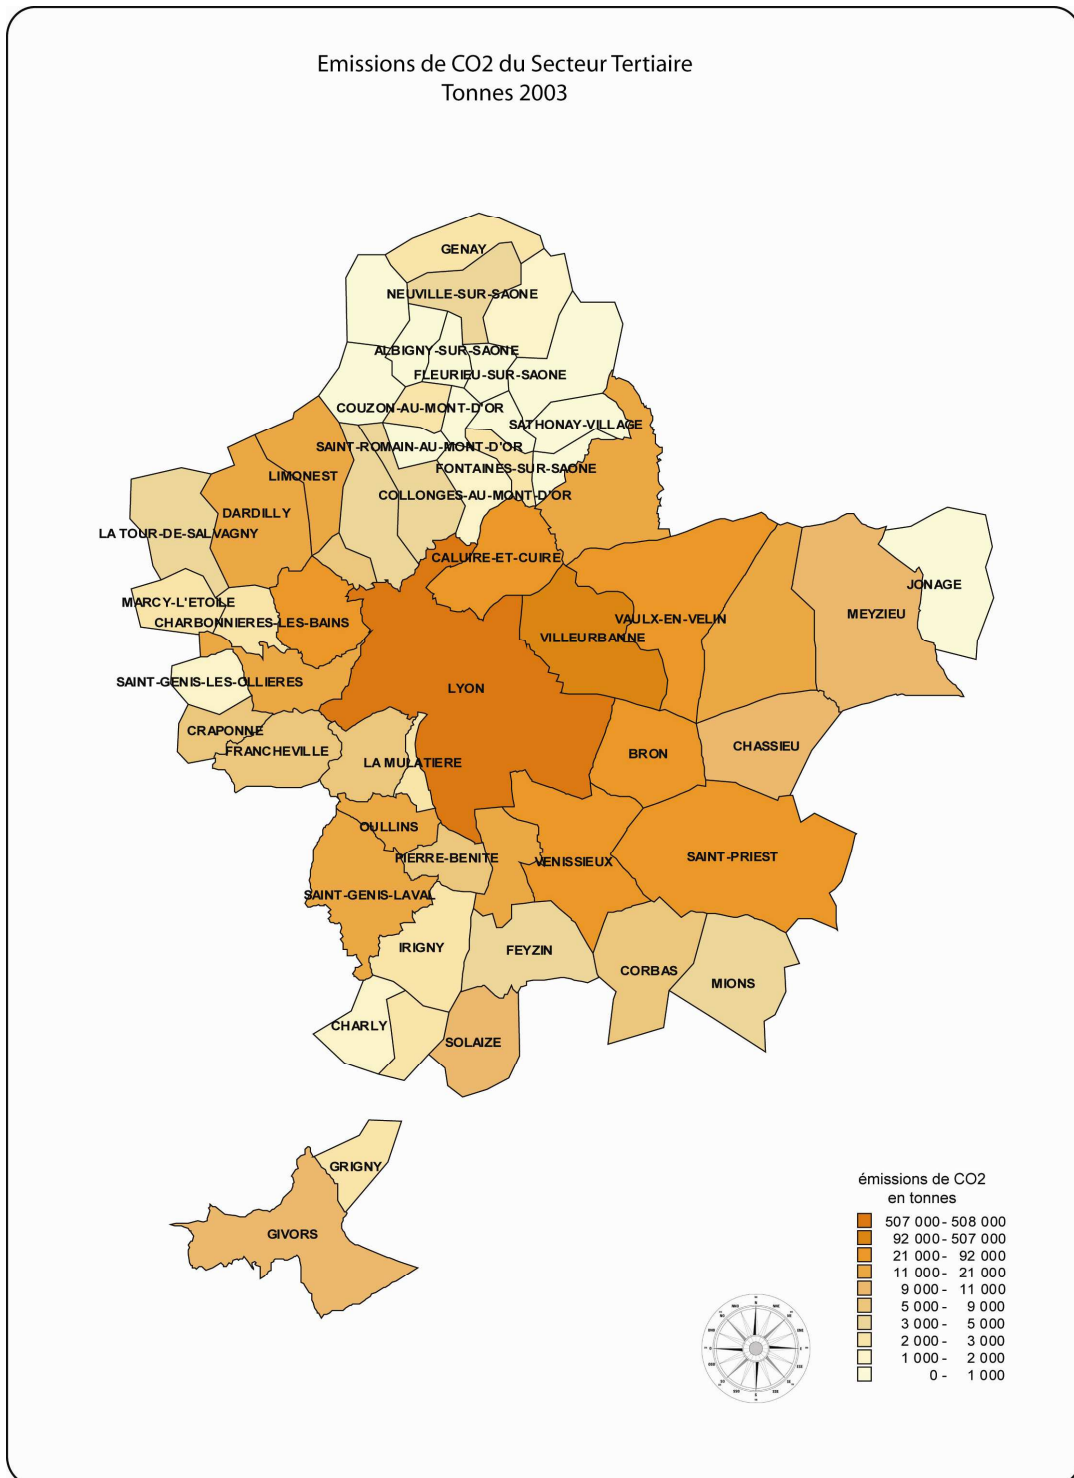 Emissions de CO2 du Secteur Tertiaire
Tonnes 2003
GENAY
NEUVILLE-SUR-SAONE
ALBIGNY-SUR-SAONE
FLEURIEU-SUR-SAONE
COUZON-AU-MONT-D'OR
SATHONAY-VILLAGE
SAINT-ROMAIN-AU-MONT-D'OR
FONTAINES-SUR-SAONE
LIMONEST
COLLONGES-AU-MONT-D'OR
DARDILLY
LA TOUR-DE-SALVAGNY
CALUIRE-ET-CUIRE
JONAGE
MARCY-L'ETOILE
MEYZIEU
CHARBONNIERES-LES-BAINS
VAULX-EN-VELIN
VILLEURBANNE
SAINT-GENIS-LES-OLLIERES
LYON
CRAPONNE
FRANCHEVILLE
CHASSIEU
BRON
LA MULATIERE
OULLINS
PIERRE-BENITE
VENISSIEUX
SAINT-PRIEST
SAINT-GENIS-LAVAL
IRIGNY
FEYZIN
CORBAS
MIONS
CHARLY
SOLAIZE
GRIGNY
GIVORS
émissions de CO2
en tonnes
507 000 - 508 000
92 000 - 507 000
21 000 - 92 000
11 000 - 21 000
9 000 - 11 000
5 000 - 9 000
3 000 - 5 000
2 000 - 3 000
1 000 - 2 000
0 - 1 000